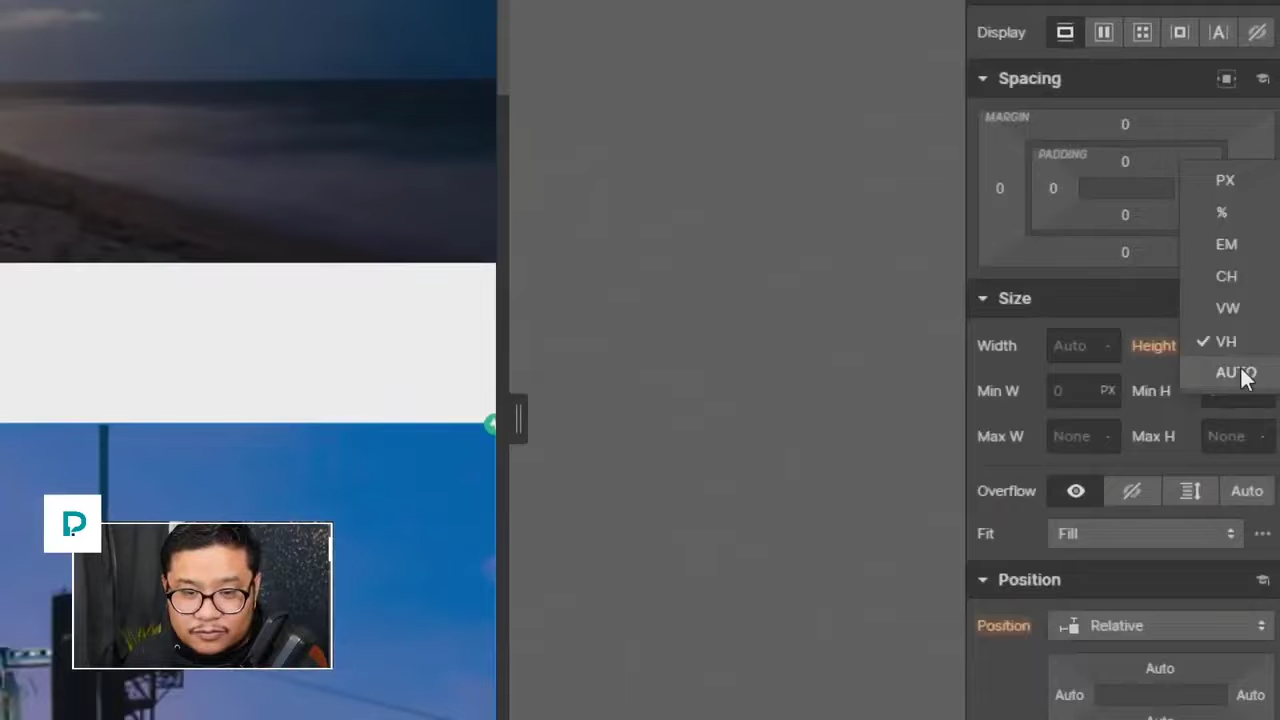 Display
A
Spacing
MARGIN
0
PADDING
0
0
0
0
0
PX
%
EM
CH
VW
VH
AUTO
Size
Width Auto - Height
Min W 0 PX Min H
Max W None - Max H None -
Overflow Auto
Fit Fill
Position
Position Relative
Auto
Auto Auto
P